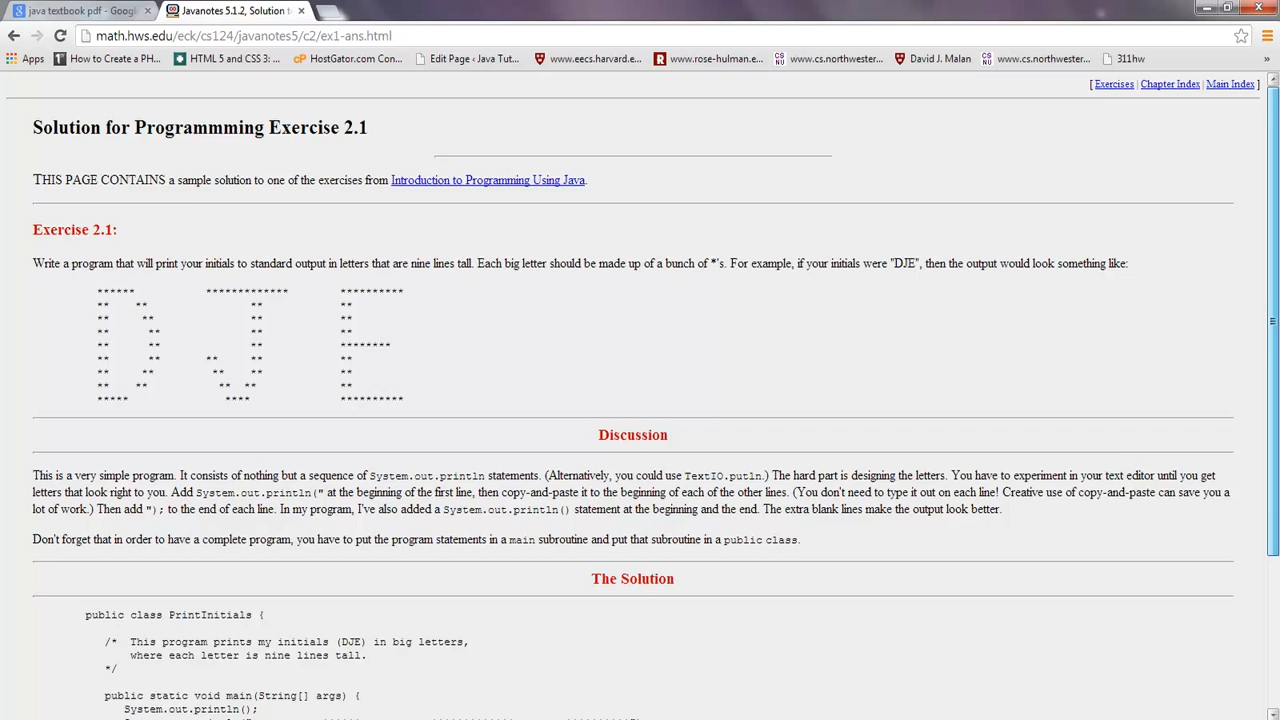 java textbook pdf - Googl
Javanotes 5.1.2, Solution t
math.hws.edu/eck/cs124/javanotes5/c2/ex1-ans.html
Apps How to Create a PH... HTML 5 and CSS 3: ... HostGator.com Con... Edit Page ‹ Java Tut... www.eecs.harvard.e... www.rose-hulman.e... www.cs.northwester... David J. Malan www.cs.northwester... 311hw »
[ Exercises | Chapter Index | Main Index ]
Solution for Programmming Exercise 2.1
THIS PAGE CONTAINS a sample solution to one of the exercises from Introduction to Programming Using Java.
Exercise 2.1:
Write a program that will print your initials to standard output in letters that are nine lines tall. Each big letter should be made up of a bunch of *'s. For example, if your initials were "DJE", then the output would look something like:
******           *************        **********
**    **                **            **
**     **               **            **
**      **              **            **
**      **              **            ********
**      **       **     **            **
**     **         **    **            **
**    **           **  **             **
*****               ****              **********
Discussion
This is a very simple program. It consists of nothing but a sequence of System.out.println statements. (Alternatively, you could use TextIO.putln.) The hard part is designing the letters. You have to experiment in your text editor until you get
letters that look right to you. Add System.out.println(" at the beginning of the first line, then copy-and-paste it to the beginning of each of the other lines. (You don't need to type it out on each line! Creative use of copy-and-paste can save you a
lot of work.) Then add "); to the end of each line. In my program, I've also added a System.out.println() statement at the beginning and the end. The extra blank lines make the output look better.
Don't forget that in order to have a complete program, you have to put the program statements in a main subroutine and put that subroutine in a public class.
The Solution
public class PrintInitials {
/*  This program prints my initials (DJE) in big letters,
where each letter is nine lines tall.
*/
public static void main(String[] args) {
System.out.println();